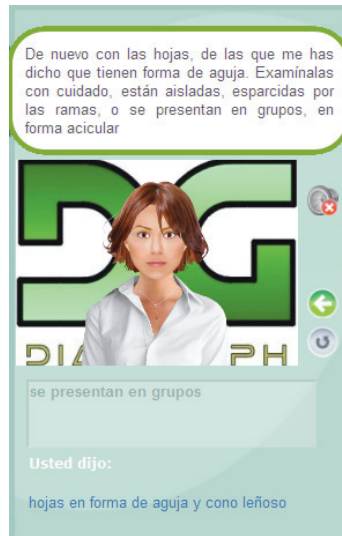 De nuevo con las hojas, de las que me has
dicho que tienen forma de aguja. Examínalas
con cuidado, están aisladas, esparcidas por
las ramas, o se presentan en grupos, en
forma acicular
DG
se presentan en grupos
Usted dijo:
hojas en forma de aguja y cono leñoso